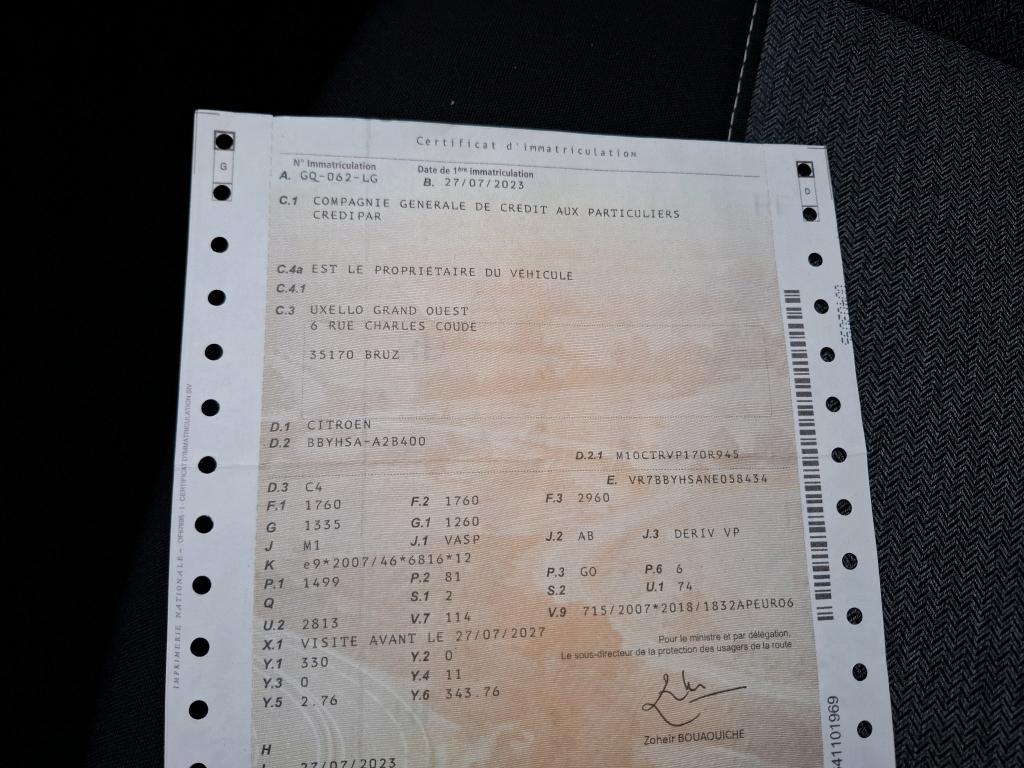 Certificat d'immatriculation
G
N° Immatriculation
Date de 1ère immatriculation
D
A. GQ-062-LG
B. 27/07/2023
C.1 COMPAGNIE GENERALE DE CREDIT AUX PARTICULIERS
CREDIPAR
C.4a EST LE PROPRIÉTAIRE DU VÉHICULE
C.4.1
C.3 UXELLO GRAND OUEST
6 RUE CHARLES COUDE
35170 BRUZ
D.1 CITROEN
D.2 BBYHSA-A2B400
D.2.1 M10CTRVP170R945
D.3 C4
E. VR7BBYHSANE058434
F.1 1760 F.2 1760 F.3 2960
G 1335 G.1 1260
J M1 J.1 VASP J.2 AB J.3 DERIV VP
K e9*2007/46*6816*12
P.1 1499 P.2 81 P.3 GO P.6 6
Q S.1 2 S.2 U.1 74
U.2 2813 V.7 114 V.9 715/2007*2018/1832APEURO6
X.1 VISITE AVANT LE 27/07/2027
Pour le ministre et par délégation,
Le sous-directeur de la protection des usagers de la route
Y.1 330 Y.2 0
Y.3 0 Y.4 11
Y.5 2.76 Y.6 343.76
Zoheir BOUAOUICHE
H
I. 27/07/2023
41101969